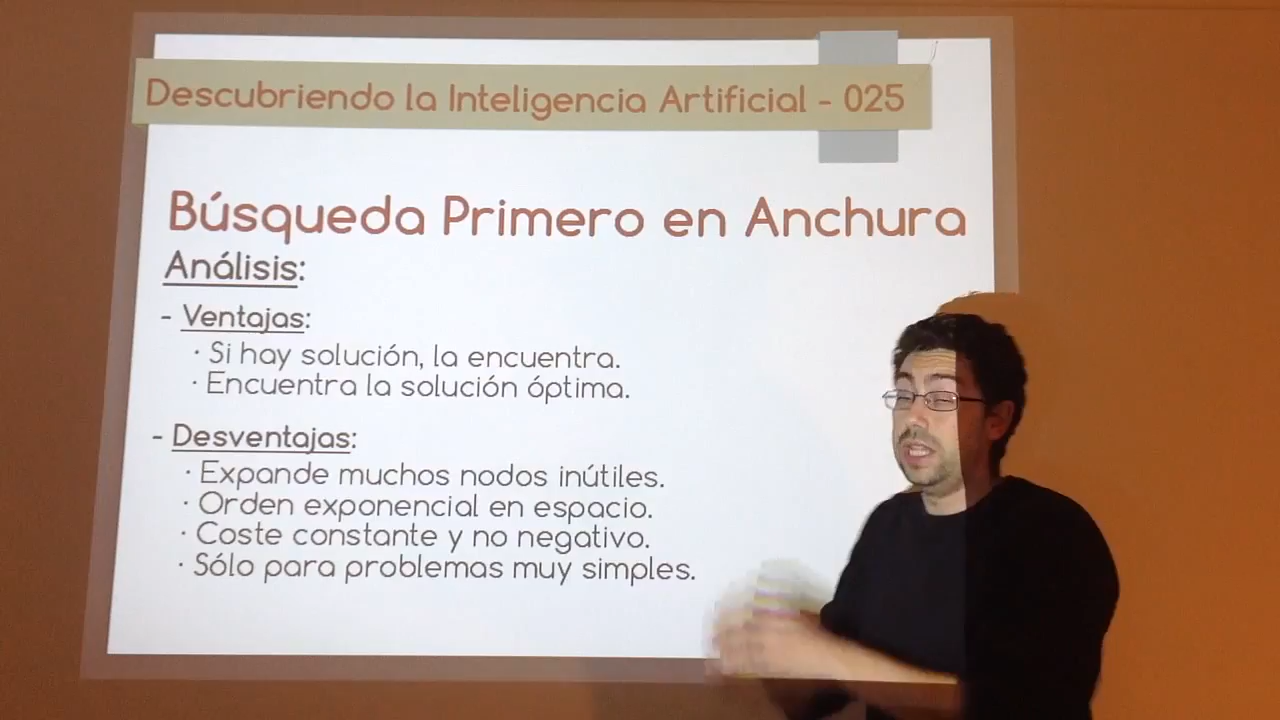 Descubriendo la Inteligencia Artificial - 025
Búsqueda Primero en Anchura
Análisis:
- Ventajas:
· Si hay solución, la encuentra.
· Encuentra la solución óptima.
- Desventajas:
· Expande muchos nodos inútiles.
· Orden exponencial en espacio.
· Coste constante y no negativo.
· Sólo para problemas muy simples.